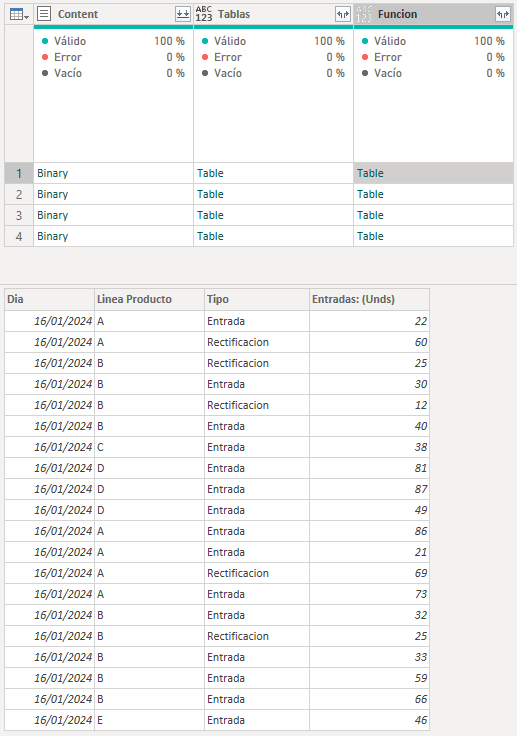 Content ABC 123 Tablas ABC 123 Funcion
Válido 100 % Válido 100 % Válido 100 %
Error 0 % Error 0 % Error 0 %
Vacío 0 % Vacío 0 % Vacío 0 %
1 Binary Table Table
2 Binary Table Table
3 Binary Table Table
4 Binary Table Table
Dia Linea Producto Tipo Entradas: (Unds)
16/01/2024 A Entrada 22
16/01/2024 A Rectificacion 60
16/01/2024 B Rectificacion 25
16/01/2024 B Entrada 30
16/01/2024 B Rectificacion 12
16/01/2024 B Entrada 40
16/01/2024 C Entrada 38
16/01/2024 D Entrada 81
16/01/2024 D Entrada 87
16/01/2024 D Entrada 49
16/01/2024 A Entrada 86
16/01/2024 A Entrada 21
16/01/2024 A Rectificacion 69
16/01/2024 A Entrada 73
16/01/2024 B Entrada 32
16/01/2024 B Rectificacion 25
16/01/2024 B Entrada 33
16/01/2024 B Entrada 59
16/01/2024 B Entrada 66
16/01/2024 E Entrada 46